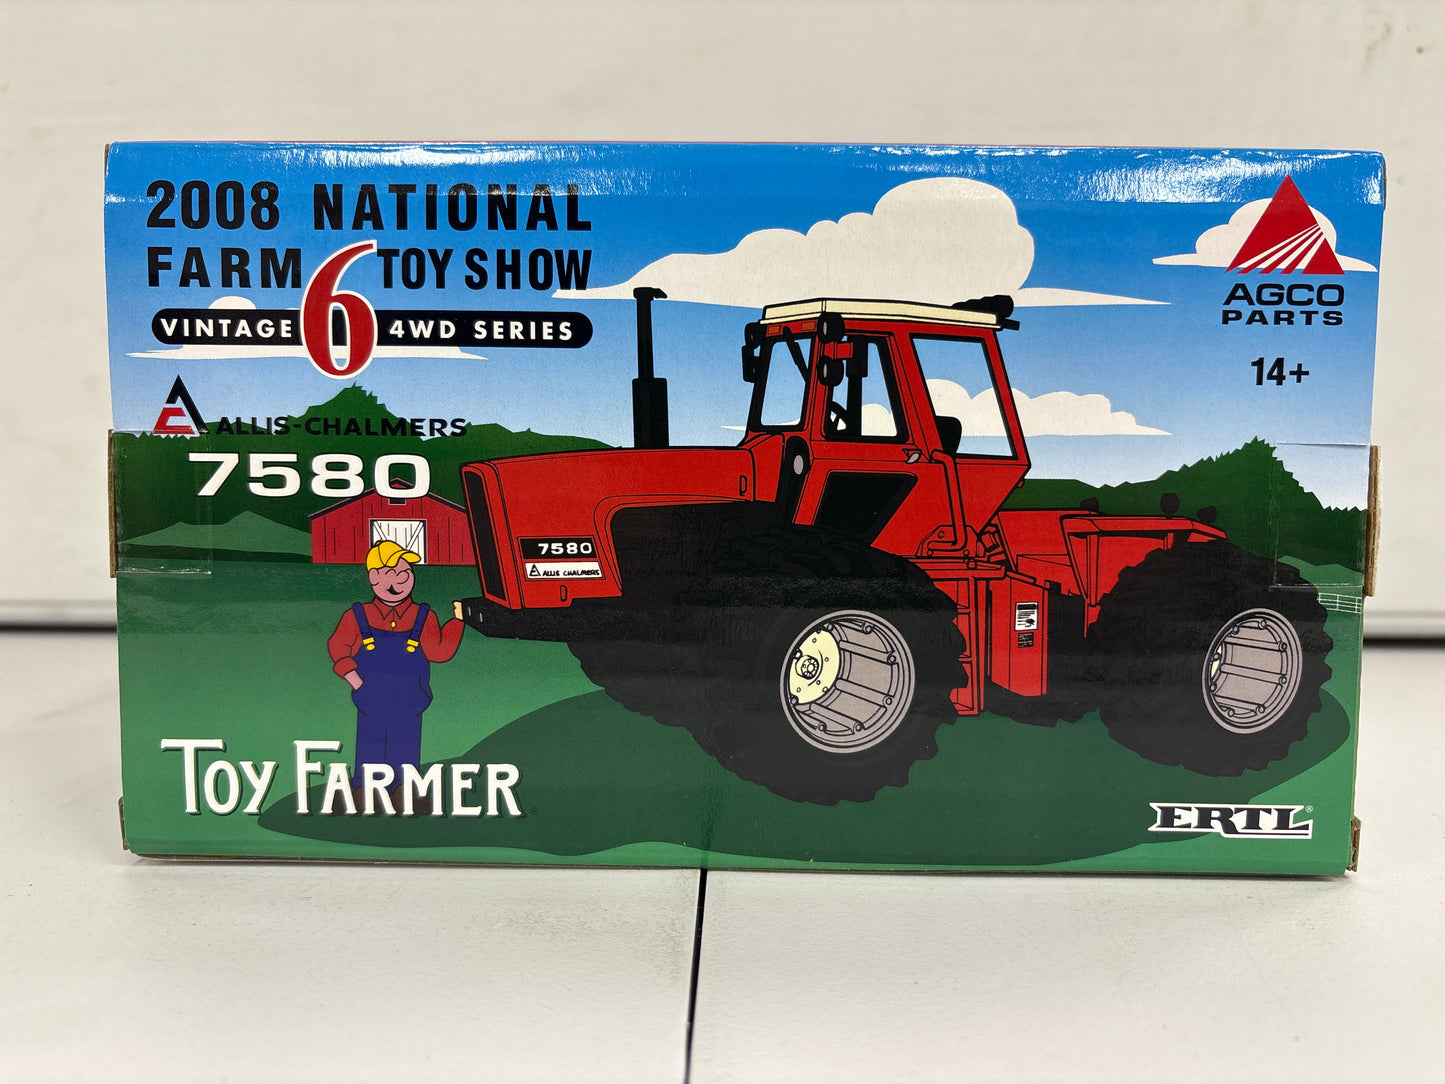 2008 NATIONAL
FARM TOY SHOW
VINTAGE 6 4WD SERIES
ALLIS-CHALMERS
7580
AGCO
PARTS
14+
7580
ALLIS CHALMERS
TOY FARMER
ERTL®